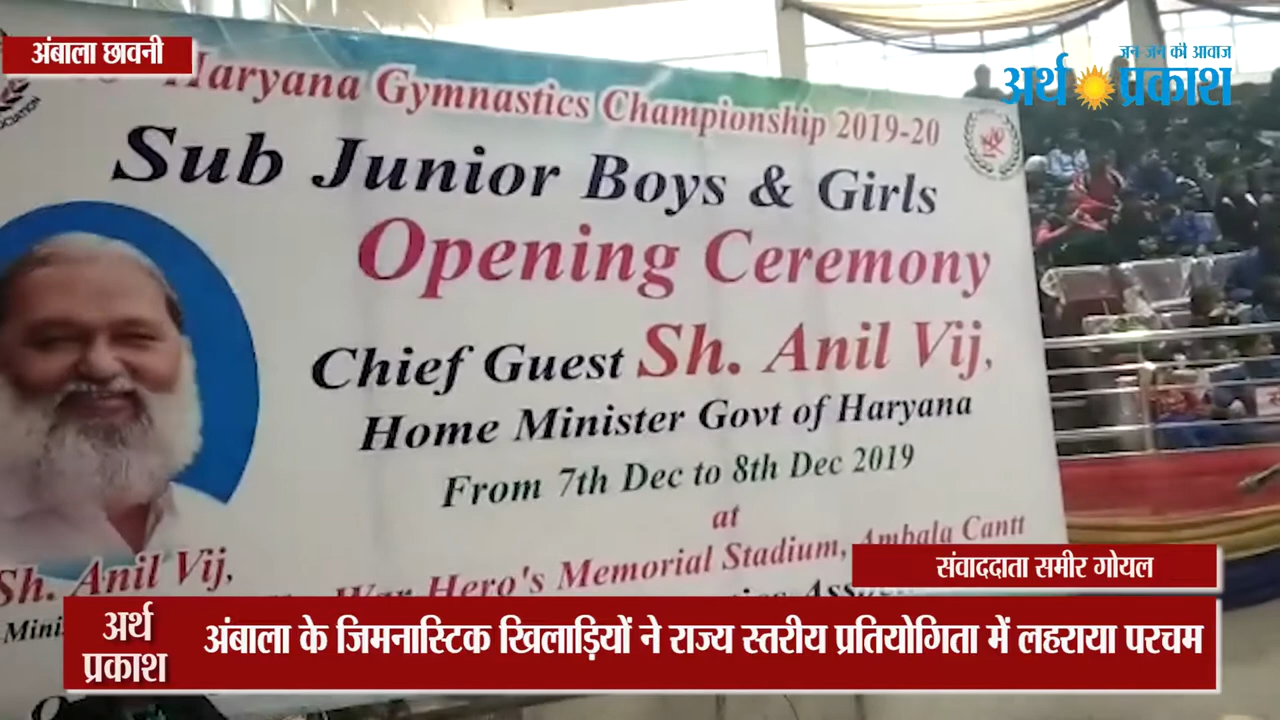 अंबाला छावनी
जन-जन की आवाज
अर्थ प्रकाश
Haryana Gymnastics Championship 2019-20
Sub Junior Boys & Girls
Opening Ceremony
Chief Guest Sh. Anil Vij,
Home Minister Govt of Haryana
From 7th Dec to 8th Dec 2019
at
War Hero's Memorial Stadium, Ambala Cantt
Sh. Anil Vij,
संवाददाता समीर गोयल
अर्थ
प्रकाश
अंबाला के जिमनास्टिक खिलाड़ियों ने राज्य स्तरीय प्रतियोगिता में लहराया परचम